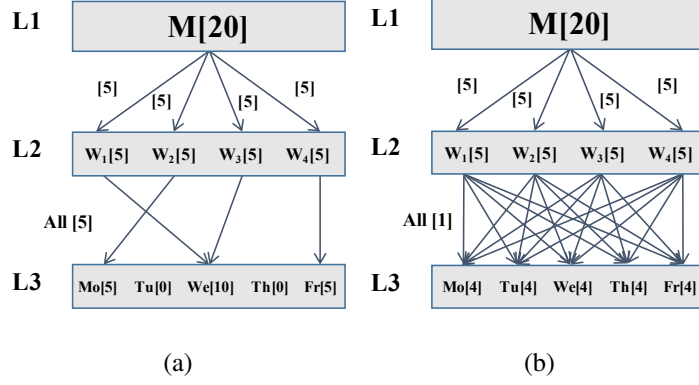 L1 M[20]
[5] [5] [5] [5]
L2 W₁[5] W₂[5] W₃[5] W₄[5]
All [5]
L3 Mo[5] Tu[0] We[10] Th[0] Fr[5]
(a)
L1 M[20]
[5] [5] [5] [5]
L2 W₁[5] W₂[5] W₃[5] W₄[5]
All [1]
L3 Mo[4] Tu[4] We[4] Th[4] Fr[4]
(b)